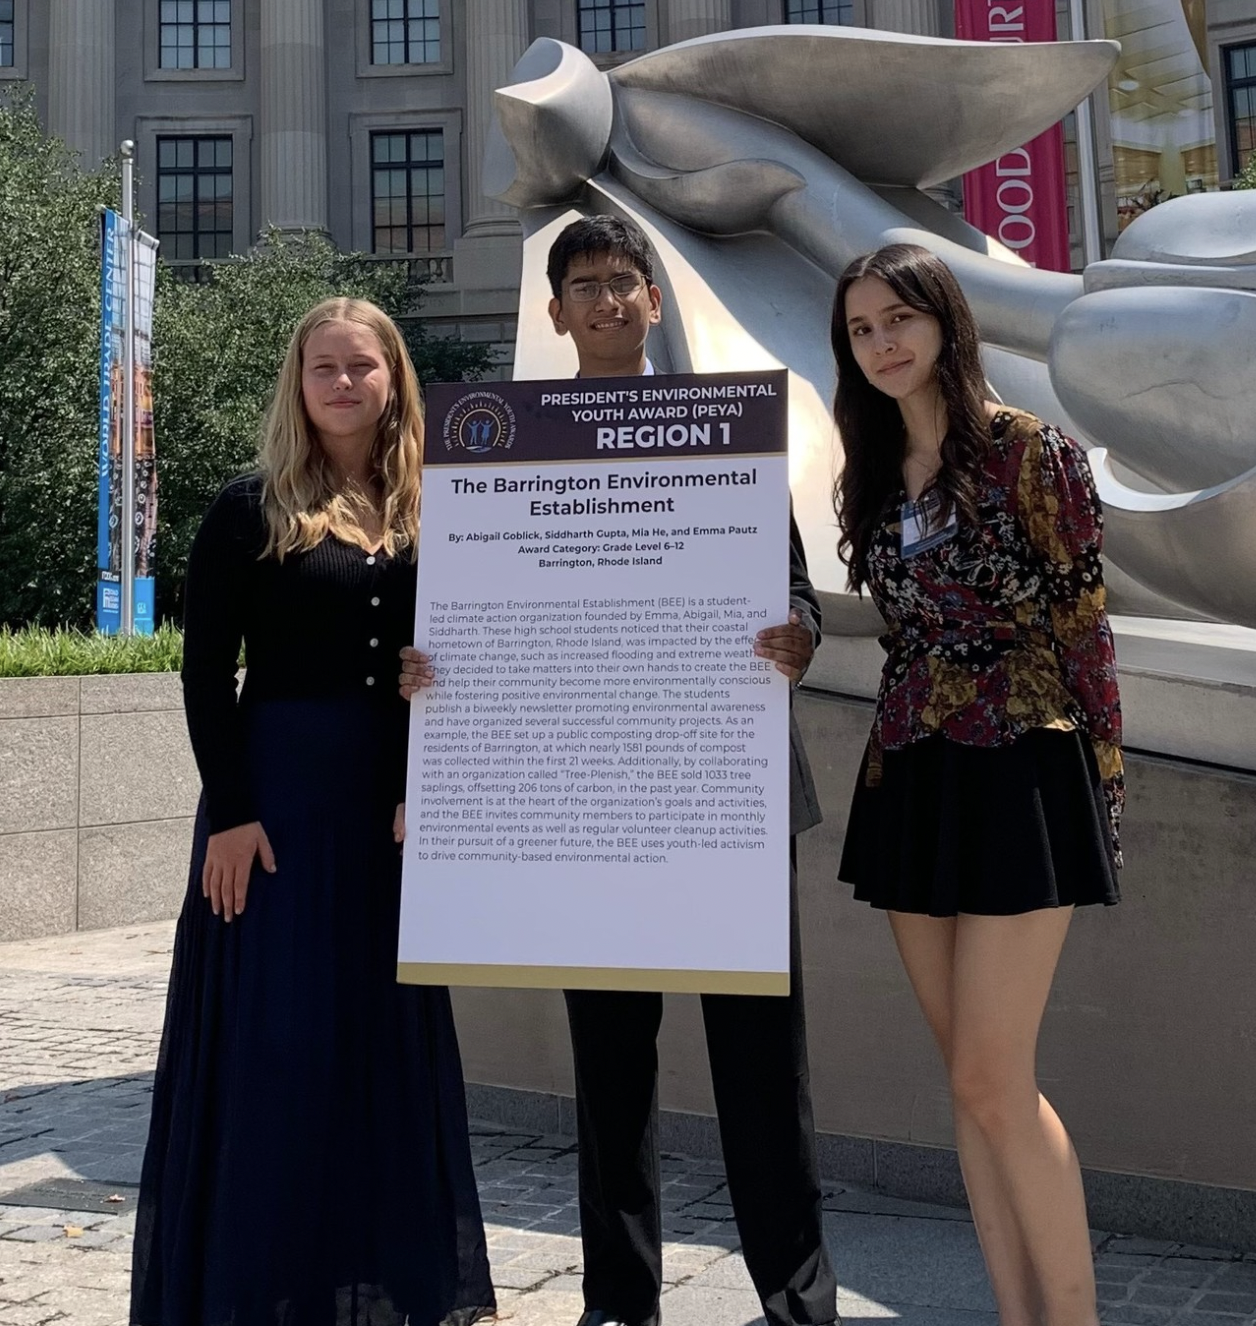 FOOD
WORLD TRADE CENTER
PRESIDENT'S ENVIRONMENTAL
YOUTH AWARD (PEYA)
REGION 1
The Barrington Environmental
Establishment
By: Abigail Goblick, Siddharth Gupta, Mia He, and Emma Pautz
Award Category: Grade Level 6–12
Barrington, Rhode Island
The Barrington Environmental Establishment (BEE) is a student-
led climate action organization founded by Emma, Abigail, Mia, and
Siddharth. These high school students noticed that their coastal
hometown of Barrington, Rhode Island, was impacted by the effe
of climate change, such as increased flooding and extreme weath
hey decided to take matters into their own hands to create the BEE
nd help their community become more environmentally conscious
while fostering positive environmental change. The students
publish a biweekly newsletter promoting environmental awareness
and have organized several successful community projects. As an
example, the BEE set up a public composting drop-off site for the
residents of Barrington, at which nearly 1581 pounds of compost
was collected within the first 21 weeks. Additionally, by collaborating
with an organization called "Tree-Plenish," the BEE sold 1033 tree
saplings, offsetting 206 tons of carbon, in the past year. Community
involvement is at the heart of the organization's goals and activities,
and the BEE invites community members to participate in monthly
environmental events as well as regular volunteer cleanup activities.
In their pursuit of a greener future, the BEE uses youth-led activism
to drive community-based environmental action.